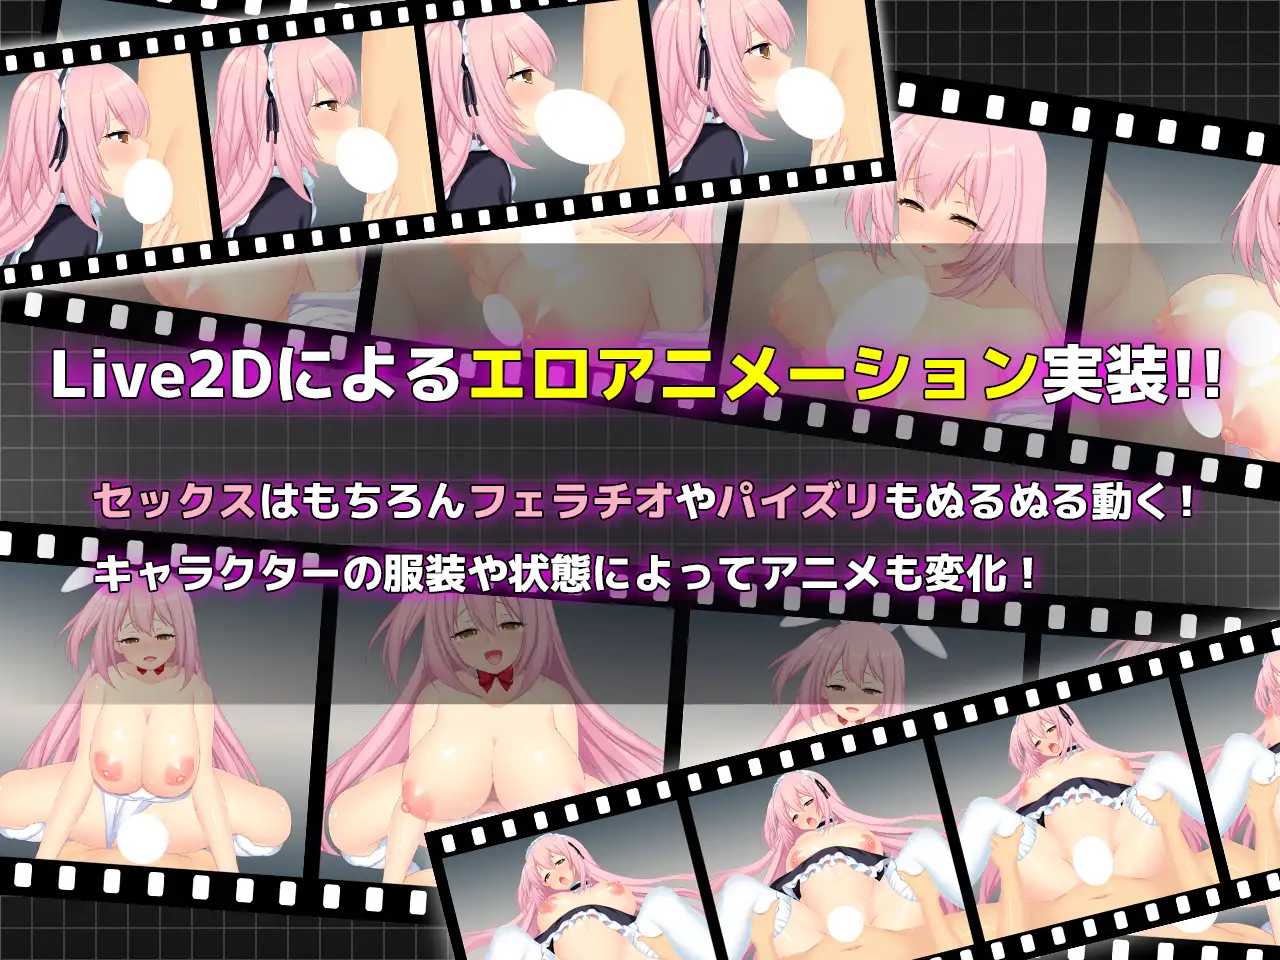 Live2Dによるエロアニメーション実装!!
セックスはもちろんフェラチオやパイズリもぬるぬる動く！
キャラクターの服装や状態によってアニメも変化！